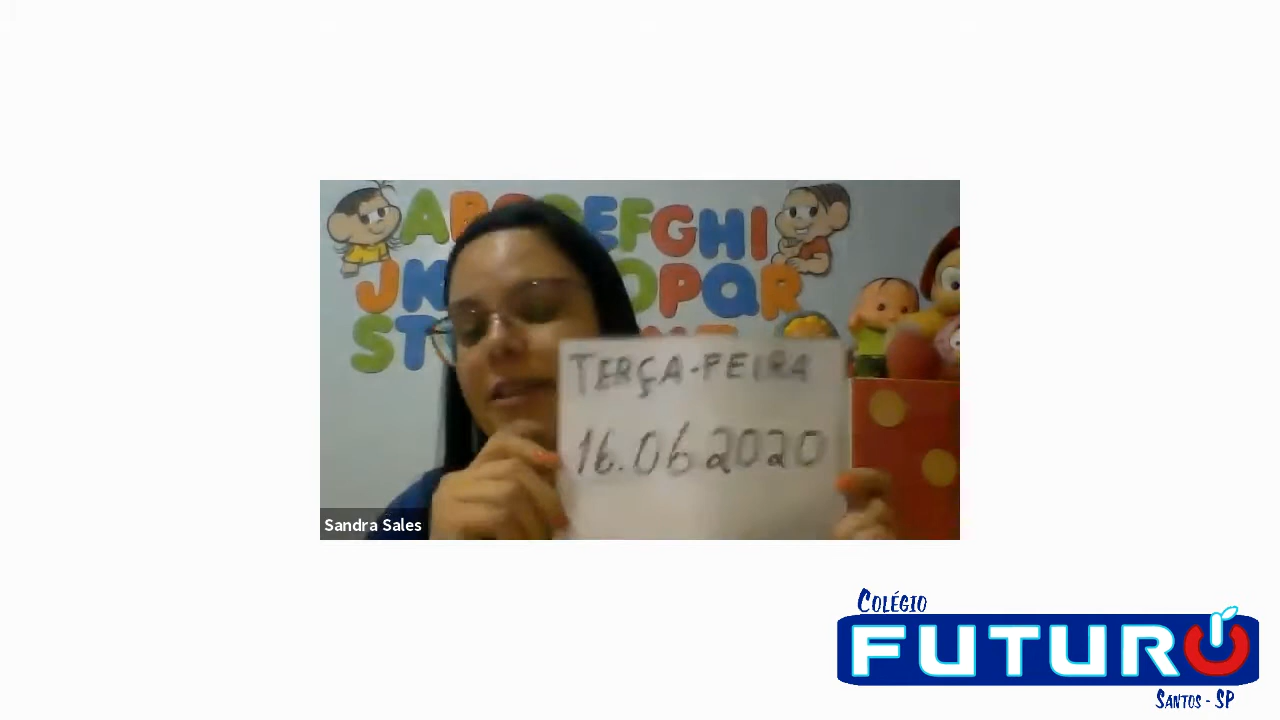 A B C D E F G H I
J K O P Q R
S T
TERÇA-FEIRA
16.06 2020
Sandra Sales
COLÉGIO
FUTURO
SANTOS - SP